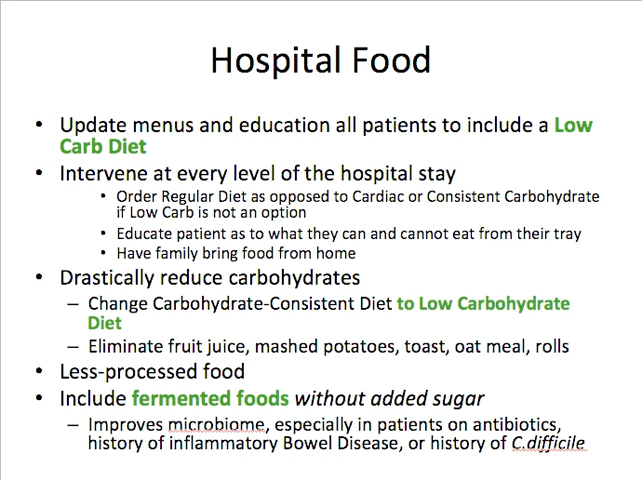 Hospital Food
• Update menus and education all patients to include a Low
Carb Diet
• Intervene at every level of the hospital stay
• Order Regular Diet as opposed to Cardiac or Consistent Carbohydrate
if Low Carb is not an option
• Educate patient as to what they can and cannot eat from their tray
• Have family bring food from home
• Drastically reduce carbohydrates
– Change Carbohydrate-Consistent Diet to Low Carbohydrate
Diet
– Eliminate fruit juice, mashed potatoes, toast, oat meal, rolls
• Less-processed food
• Include fermented foods without added sugar
– Improves microbiome, especially in patients on antibiotics,
history of inflammatory Bowel Disease, or history of C.difficile